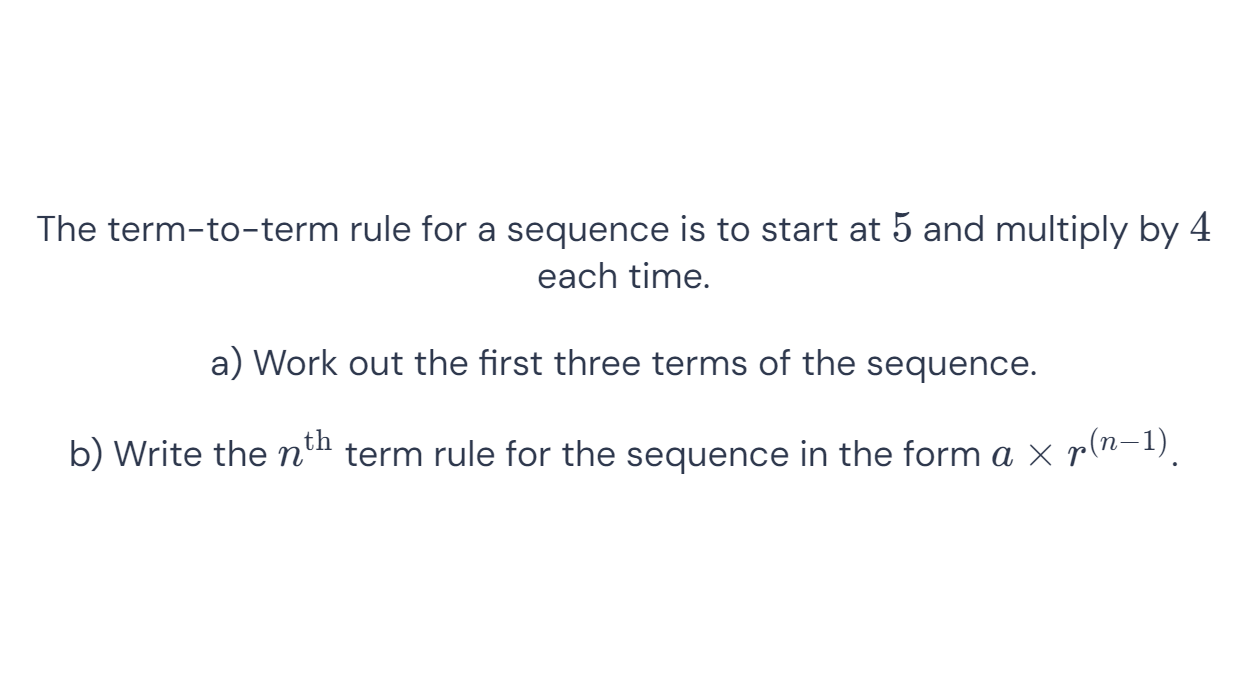 The term-to-term rule for a sequence is to start at 5 and multiply by 4
each time.
a) Work out the first three terms of the sequence.
b) Write the n^th term rule for the sequence in the form a × r^(n−1).